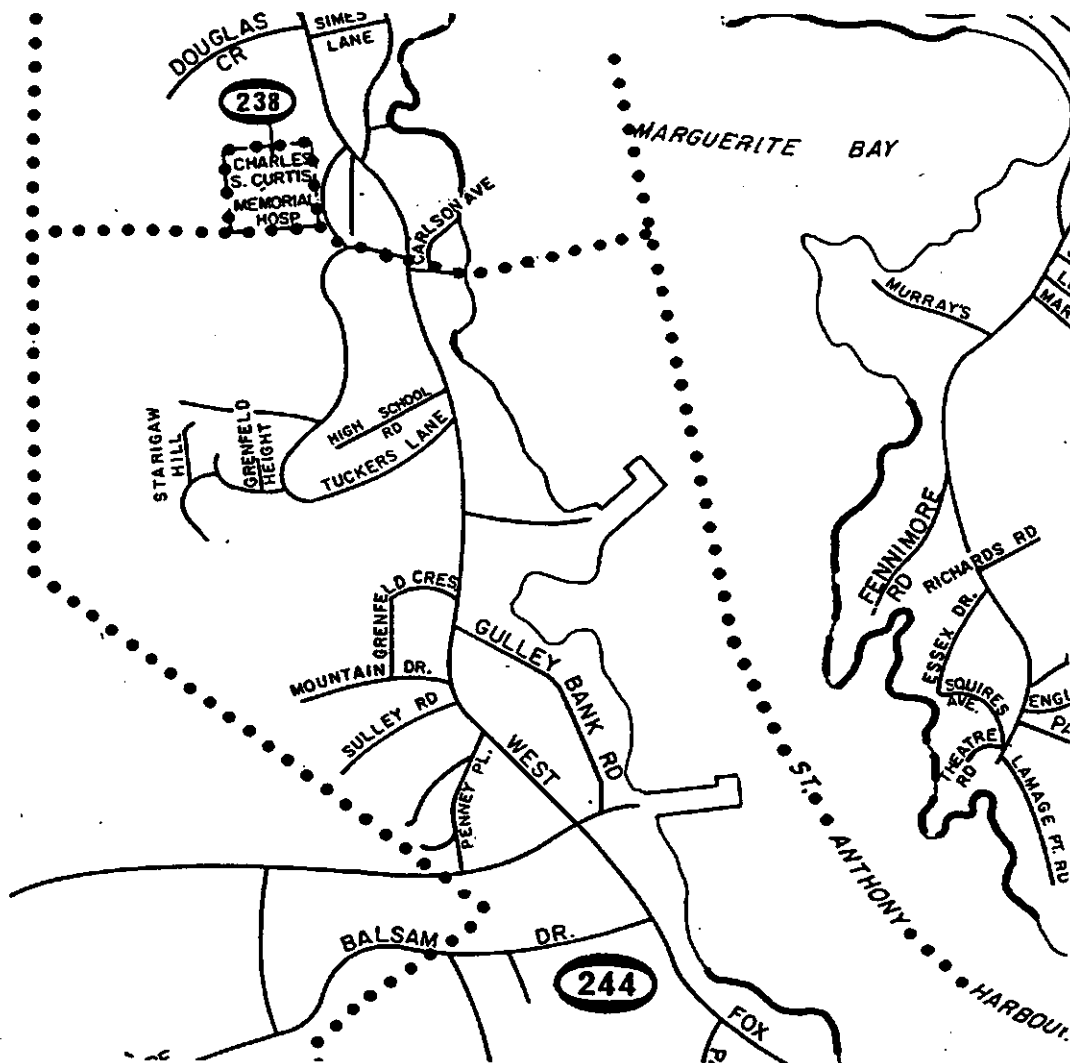 DOUGLAS
CR
SIMES
LANE
238
CHARLES
S. CURTIS
MEMORIAL
HOSP
CARLSON AVE
MARGUERITE BAY
MURRAY'S
MAR
HIGH SCHOOL
RD
TUCKERS LANE
STARIGAW
HILL
GRENFELD
HEIGHT
FENNIMORE
RD
RICHARDS RD
ESSEX DR.
SQUIRES
AVE.
THEATRE
RD
LAMAGE PT. RD
GRENFELD CRES
MOUNTAIN DR.
SULLEY RD
GULLEY BANK RD
WEST
PENNEY PL.
ST. ANTHONY HARBOUR
BALSAM DR.
244
FOX